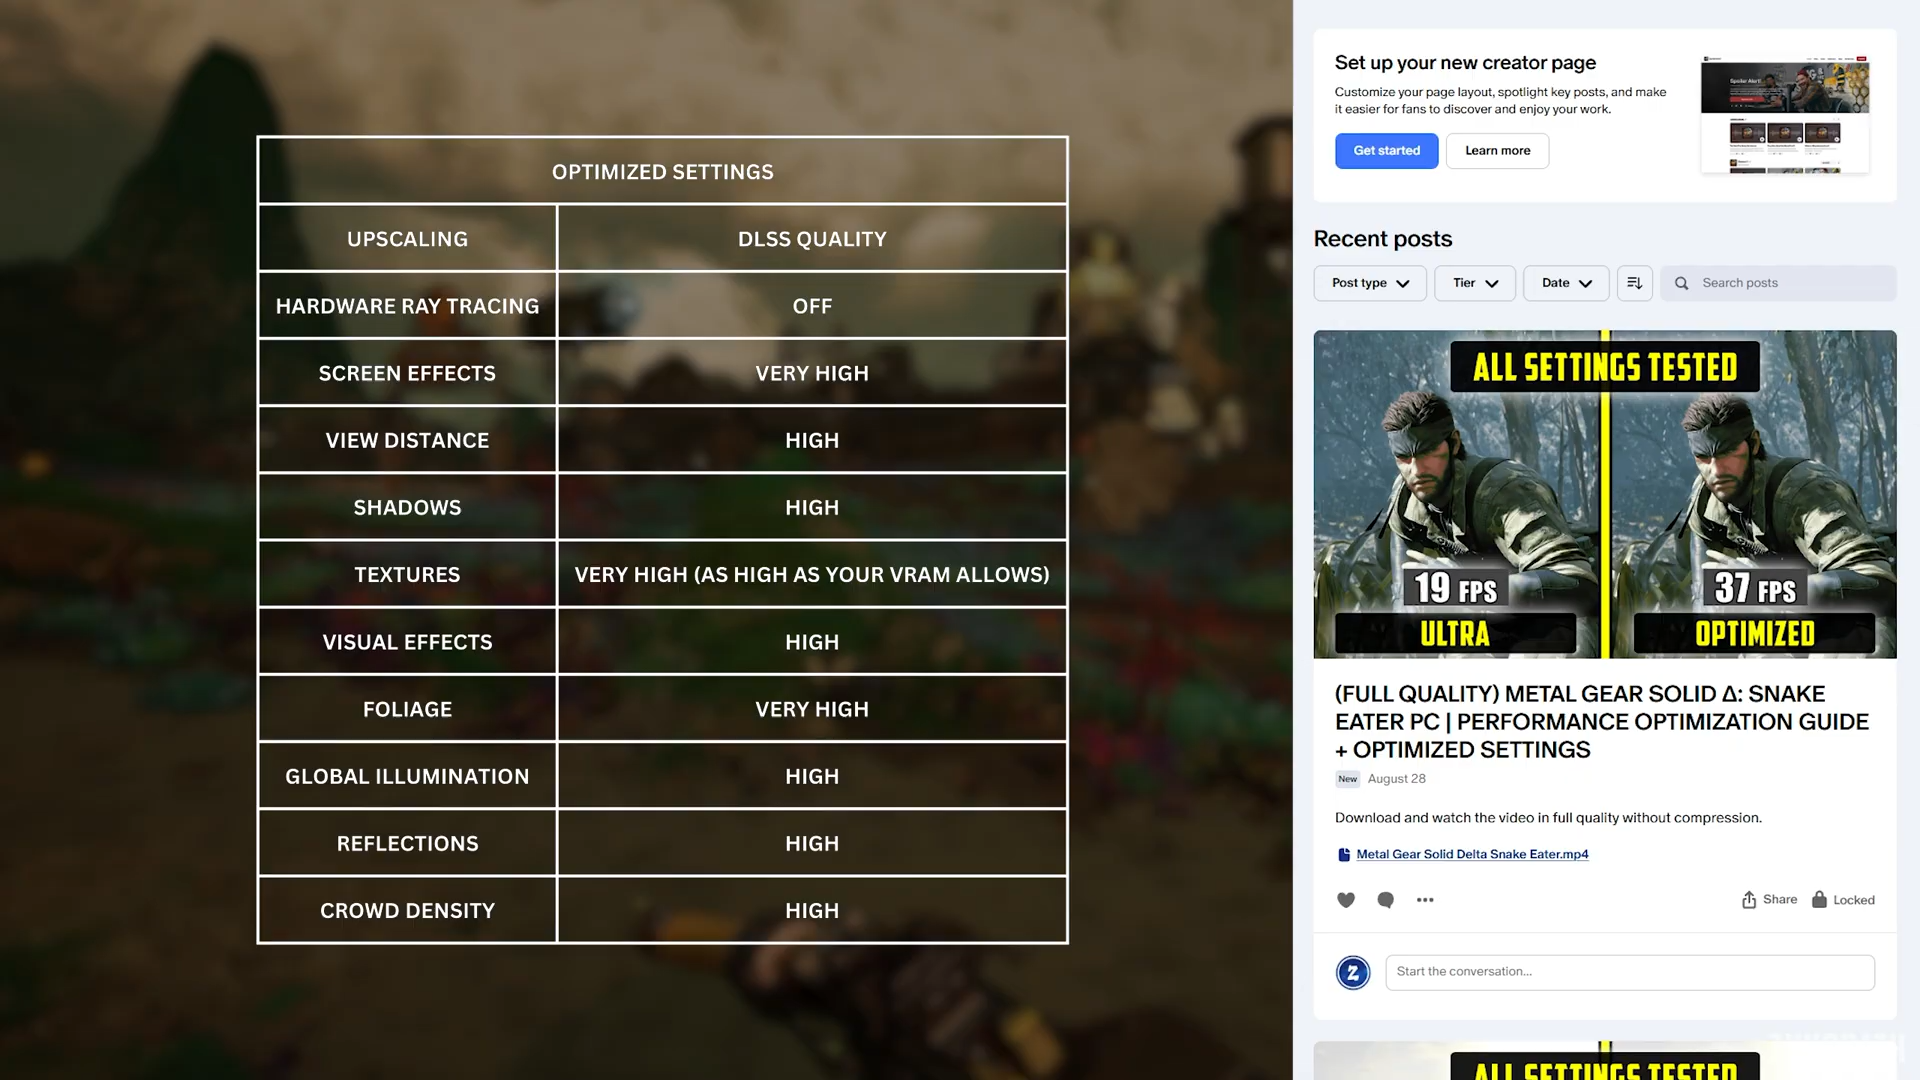 OPTIMIZED SETTINGS
UPSCALING DLSS QUALITY
HARDWARE RAY TRACING OFF
SCREEN EFFECTS VERY HIGH
VIEW DISTANCE HIGH
SHADOWS HIGH
TEXTURES VERY HIGH (AS HIGH AS YOUR VRAM ALLOWS)
VISUAL EFFECTS HIGH
FOLIAGE VERY HIGH
GLOBAL ILLUMINATION HIGH
REFLECTIONS HIGH
CROWD DENSITY HIGH
Set up your new creator page
Customize your page layout, spotlight key posts, and make
it easier for fans to discover and enjoy your work.
Get started Learn more
Recent posts
Post type Tier Date Search posts
ALL SETTINGS TESTED
19 FPS 37 FPS
ULTRA OPTIMIZED
(FULL QUALITY) METAL GEAR SOLID Δ: SNAKE
EATER PC | PERFORMANCE OPTIMIZATION GUIDE
+ OPTIMIZED SETTINGS
New August 28
Download and watch the video in full quality without compression.
Metal Gear Solid Delta Snake Eater.mp4
Share Locked
Z
Start the conversation...
ALL SETTINGS TESTED